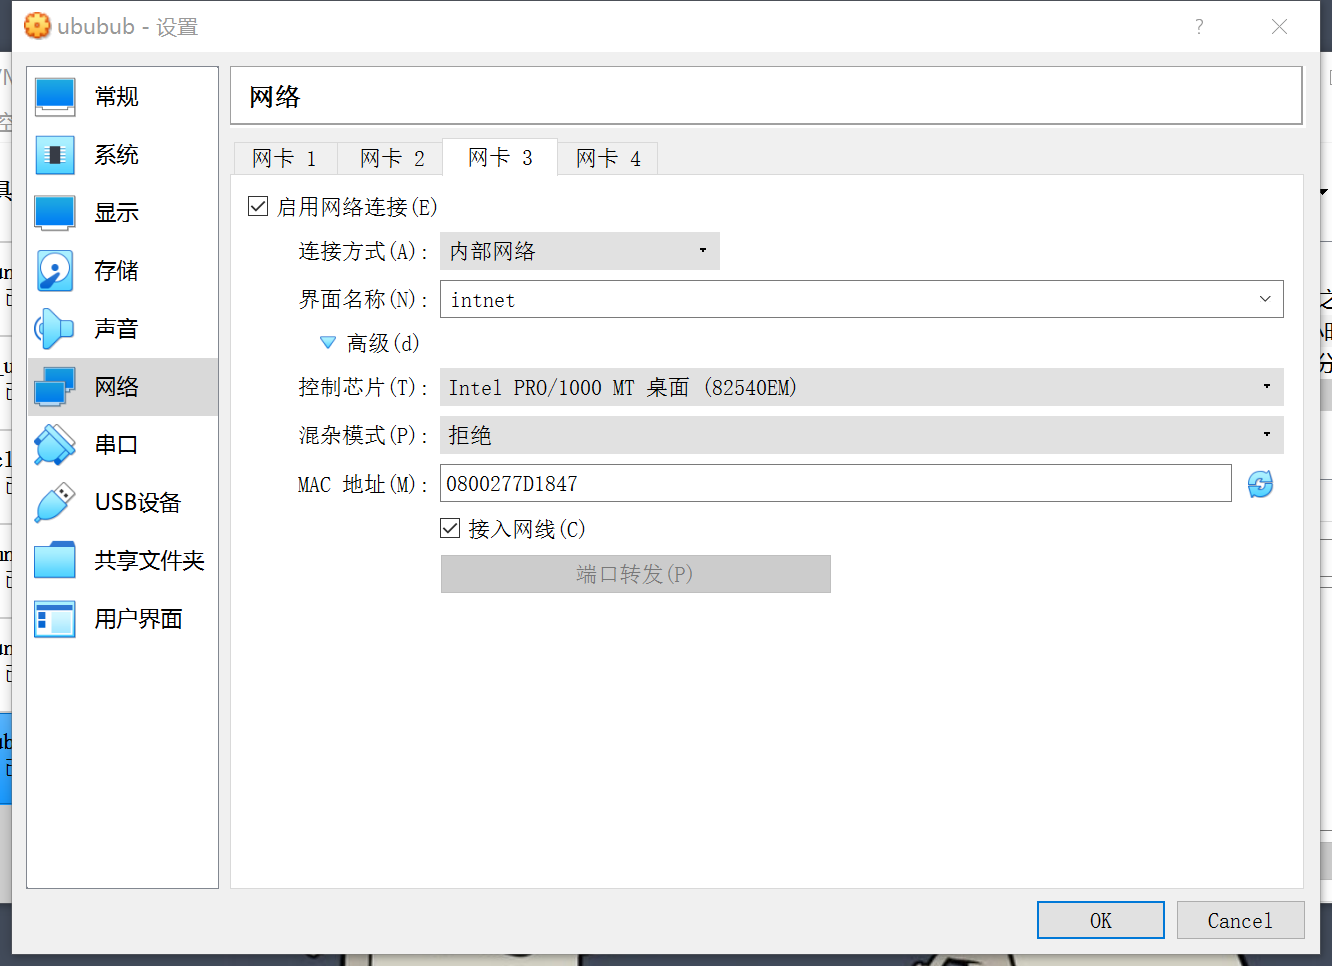 ububub - 设置
?
常规
系统
显示
存储
声音
网络
串口
USB设备
共享文件夹
用户界面
网络
网卡 1
网卡 2
网卡 3
网卡 4
启用网络连接(E)
连接方式(A):
内部网络
界面名称(N):
intnet
高级(d)
控制芯片(T):
Intel PRO/1000 MT 桌面 (82540EM)
混杂模式(P):
拒绝
MAC 地址(M):
0800277D1847
接入网线(C)
端口转发(P)
OK
Cancel